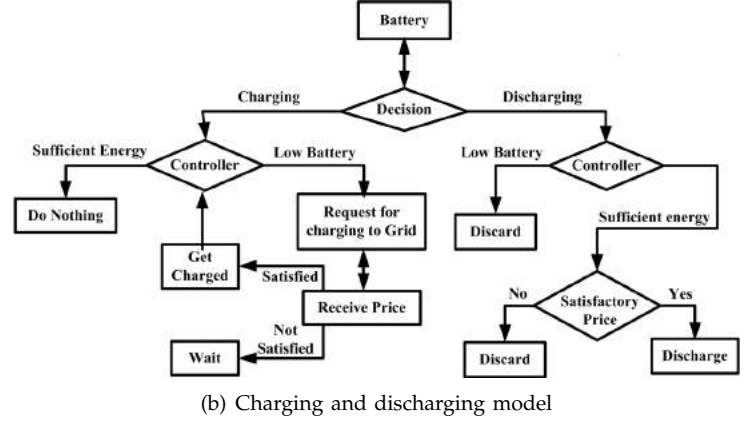 Battery
Charging
Decision
Discharging
Sufficient Energy
Controller
Low Battery
Low Battery
Controller
Do Nothing
Request for
charging to Grid
Discard
Sufficient energy
Get
Charged
Satisfied
Receive Price
No
Satisfactory
Price
Yes
Not
Satisfied
Wait
Discard
Discharge
(b) Charging and discharging model